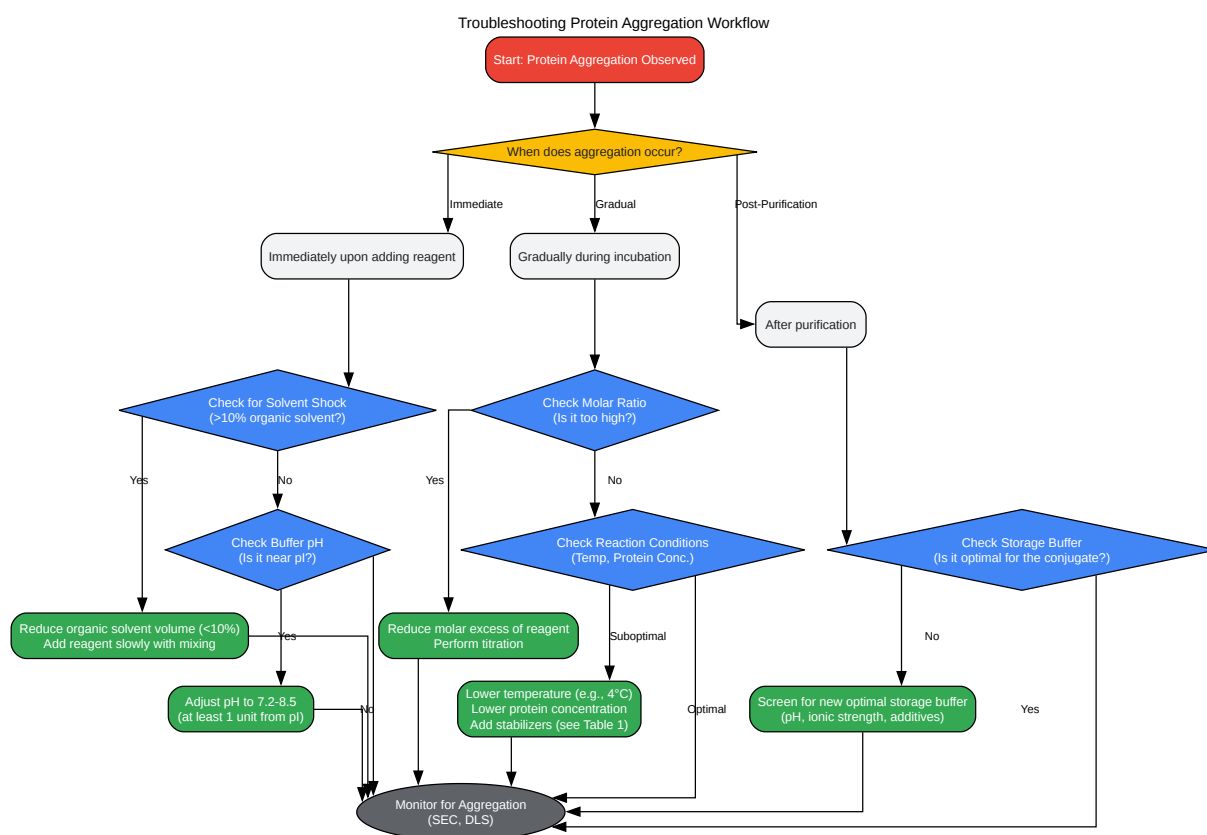 Troubleshooting Protein Aggregation Workflow
Start: Protein Aggregation Observed
When does aggregation occur?
Immediate
Gradual
Post-Purification
Immediately upon adding reagent
Gradually during incubation
After purification
Check for Solvent Shock
(>10% organic solvent?)
Check Molar Ratio
(Is it too high?)
Yes
No
Yes
No
Check Buffer pH
(Is it near pI?)
Check Reaction Conditions
(Temp, Protein Conc.)
Check Storage Buffer
(Is it optimal for the conjugate?)
Reduce organic solvent volume (<10%)
Add reagent slowly with mixing
Yes
Reduce molar excess of reagent
Perform titration
Suboptimal
No
Adjust pH to 7.2-8.5
(at least 1 unit from pI)
No
Lower temperature (e.g., 4°C)
Lower protein concentration
Add stabilizers (see Table 1)
Optimal
Screen for new optimal storage buffer
(pH, ionic strength, additives)
Yes
Monitor for Aggregation
(SEC, DLS)